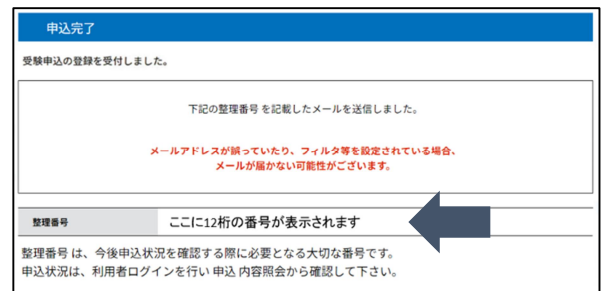 申込完了
受験申込の登録を受付しました。
下記の整理番号 を記載したメールを送信しました。
メールアドレスが誤っていたり、フィルタ等を設定されている場合、
メールが届かない可能性がございます。
整理番号 ここに12桁の番号が表示されます
整理番号 は、今後申込状況を確認する際に必要となる大切な番号です。
申込状況は、利用者ログインを行い 申込 内容照会から確認して下さい。